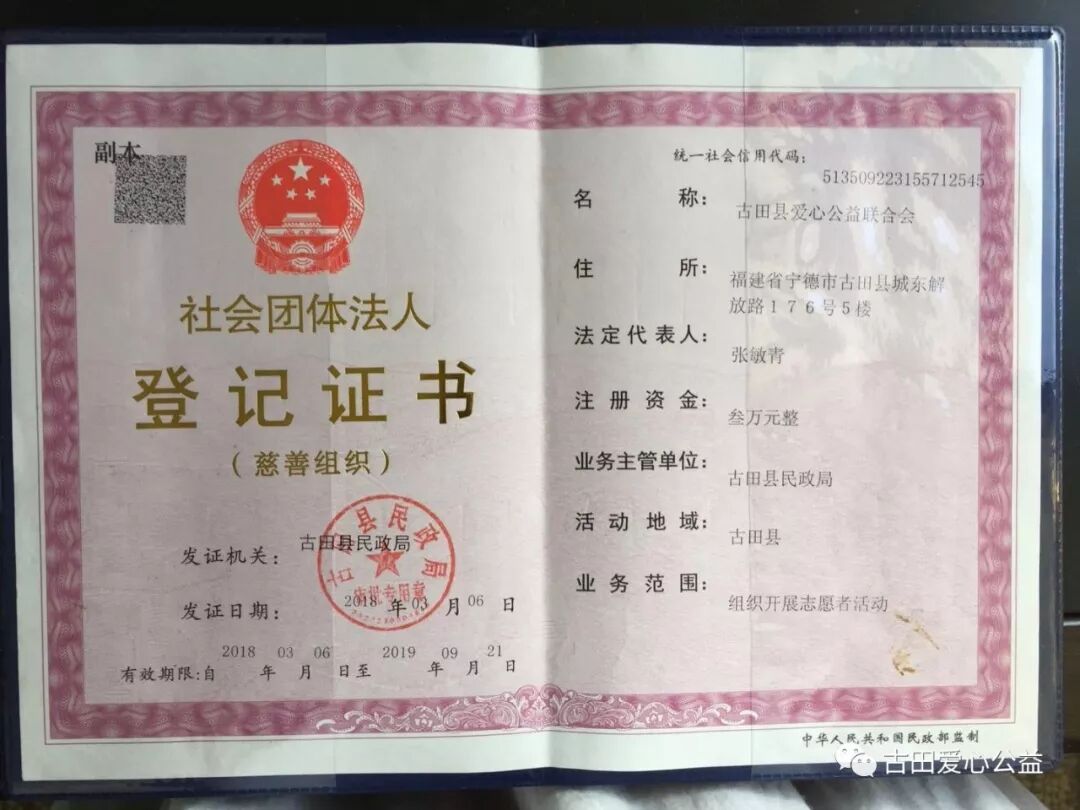 副本
社会团体法人
登记证书
（慈善组织）
发证机关：古田县民政局
发证日期：2018年03月06日
有效期限：自2018年03月06日至2019年09月21日
古田县民政局
统一社会信用代码：
513509223155712545
名称：古田县爱心公益联合会
住所：福建省宁德市古田县城东解
放路176号5楼
法定代表人：张敏青
注册资金：叁万元整
业务主管单位：古田县民政局
活动地域：古田县
业务范围：组织开展志愿者活动
中华人民共和国民政部监制
古田爱心公益